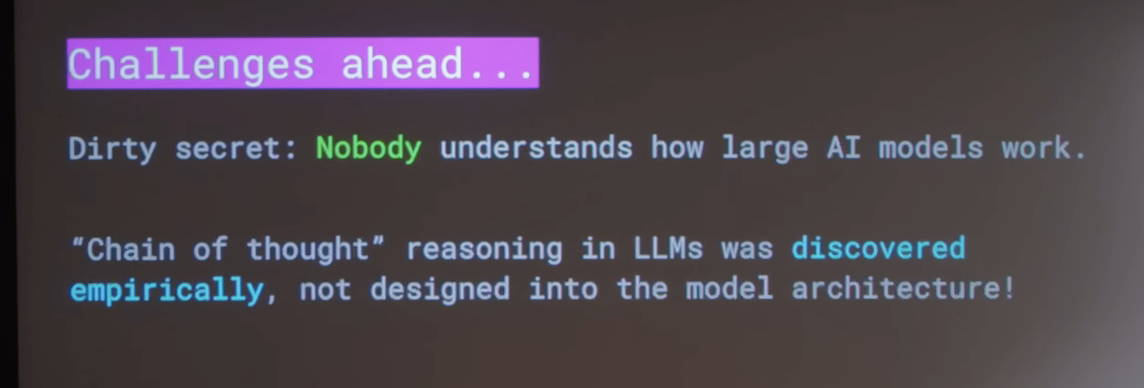 Challenges ahead...
Dirty secret: Nobody understands how large AI models work.
“Chain of thought” reasoning in LLMs was discovered
empirically, not designed into the model architecture!